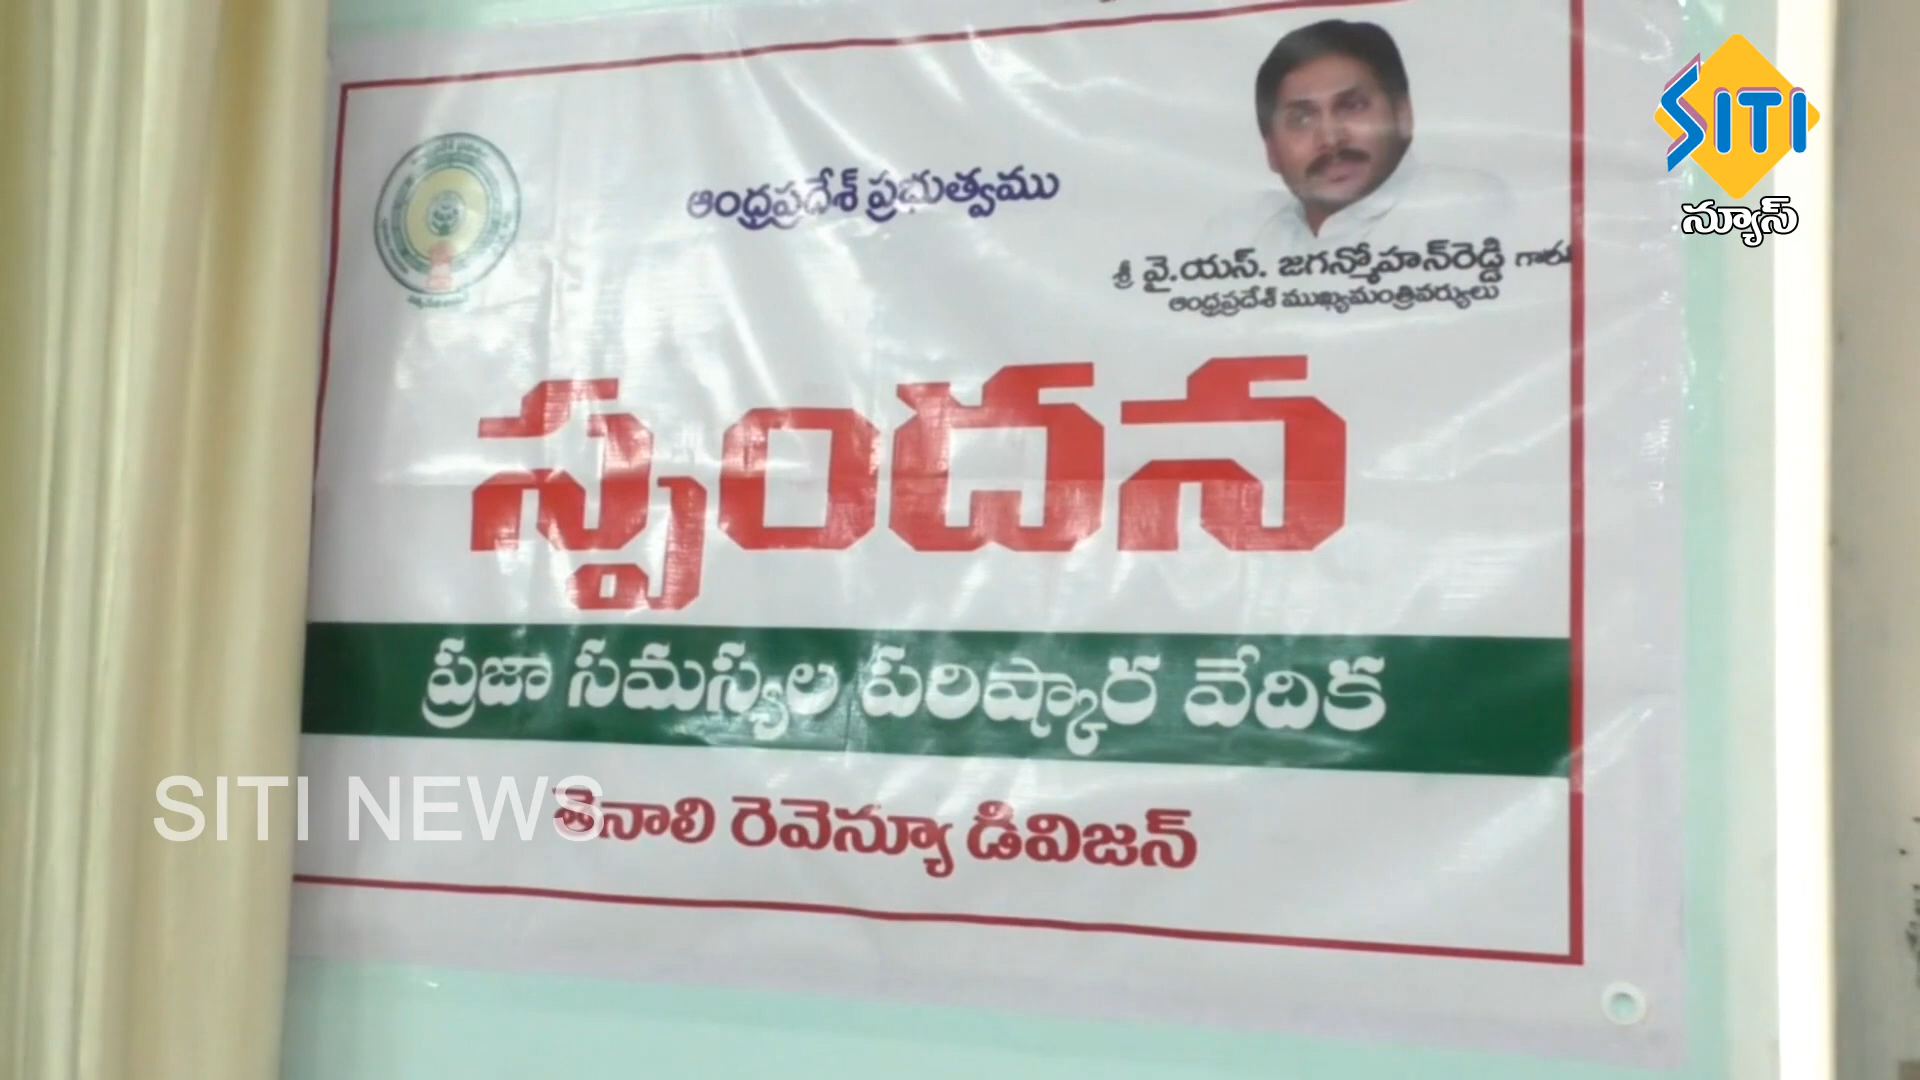 ఆంధ్రప్రదేశ్ ప్రభుత్వము
శ్రీ వై.యస్. జగన్మోహన్‌రెడ్డి గారు
ఆంధ్రప్రదేశ్ ముఖ్యమంత్రివర్యులు
స్పందన
ప్రజా సమస్యల పరిష్కార వేదిక
తెనాలి రెవెన్యూ డివిజన్
SITI NEWS
SITI
న్యూస్